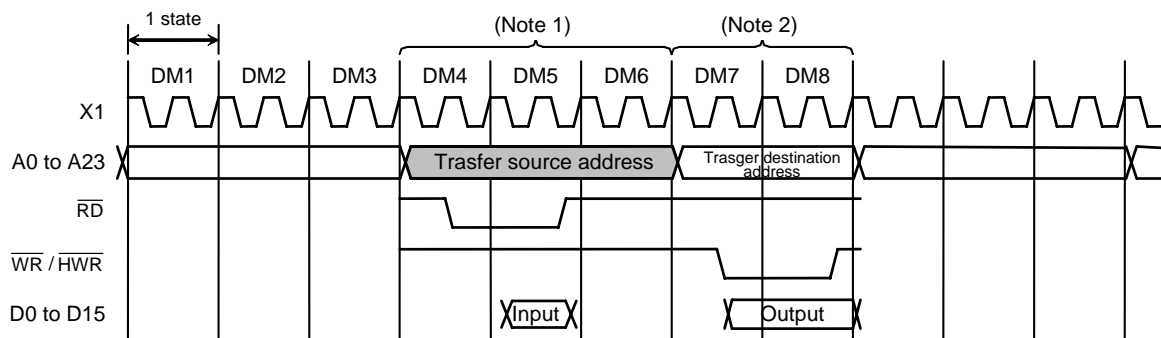 1 state
(Note 1)
(Note 2)
DM1 DM2 DM3 DM4 DM5 DM6 DM7 DM8
X1
A0 to A23
Trasfer source address
Trasger destination
address
RD
WR / HWR
D0 to D15
Input
Output